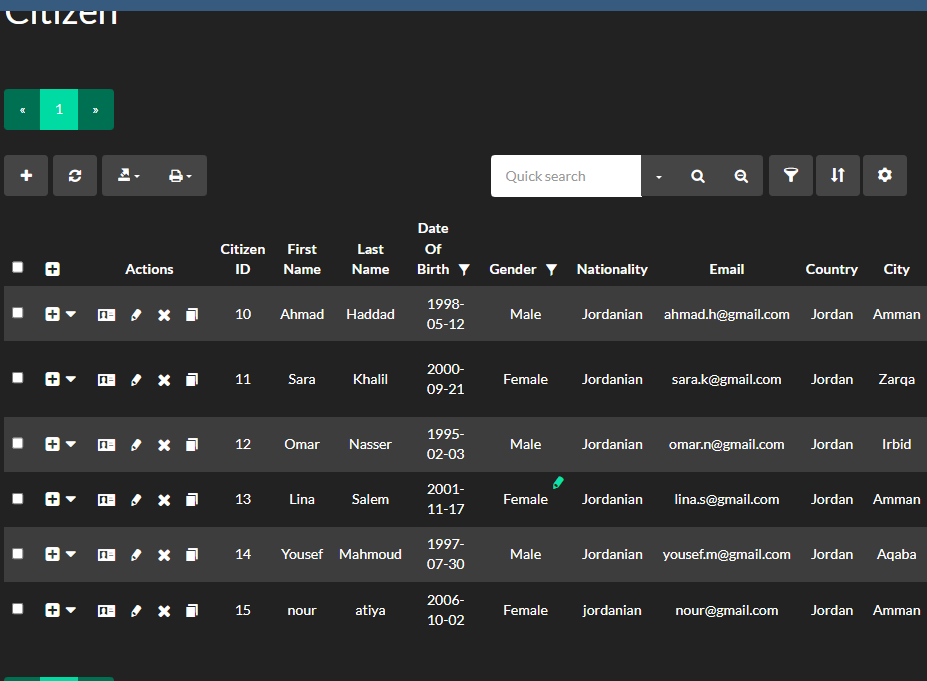 Citizen
« 1 »
Quick search
Citizen ID First Name Last Name Date Of Birth Gender Nationality Email Country City
Actions
10 Ahmad Haddad 1998-05-12 Male Jordanian ahmad.h@gmail.com Jordan Amman
11 Sara Khalil 2000-09-21 Female Jordanian sara.k@gmail.com Jordan Zarqa
12 Omar Nasser 1995-02-03 Male Jordanian omar.n@gmail.com Jordan Irbid
13 Lina Salem 2001-11-17 Female Jordanian lina.s@gmail.com Jordan Amman
14 Yousef Mahmoud 1997-07-30 Male Jordanian yousef.m@gmail.com Jordan Aqaba
15 nour atiya 2006-10-02 Female jordanian nour@gmail.com Jordan Amman